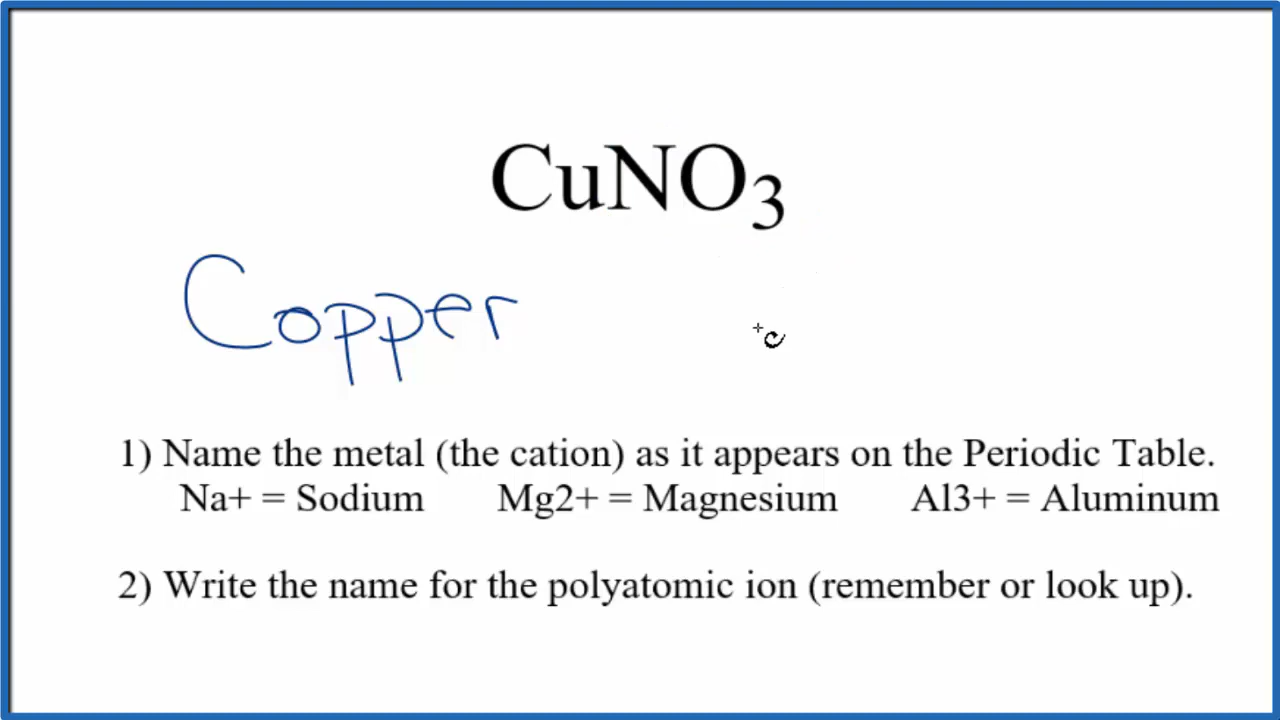 CuNO₃
Copper
1) Name the metal (the cation) as it appears on the Periodic Table.
Na+ = Sodium Mg2+ = Magnesium Al3+ = Aluminum
2) Write the name for the polyatomic ion (remember or look up).